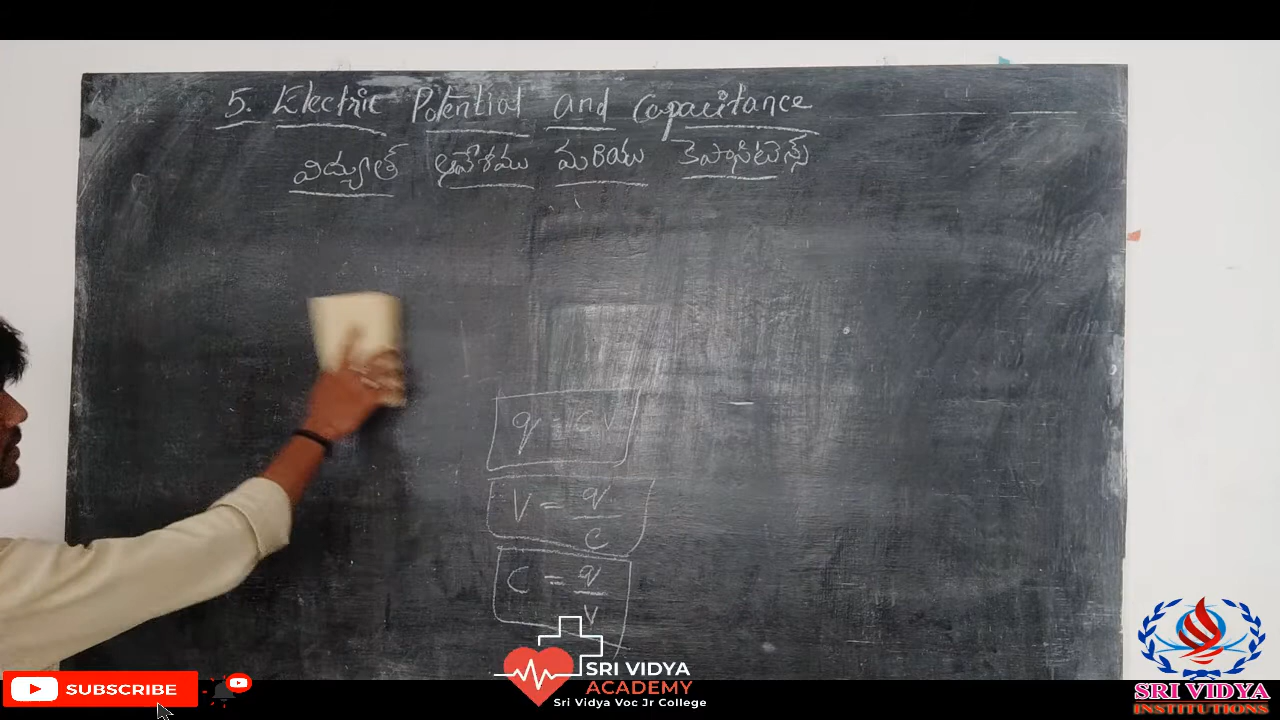 5. Electric Potential and Capacitance
విద్యుత్ ఆవేశము మరియు కెపాసిటెన్స్
q = C V
V = q/C
C = q/V
SRI VIDYA
ACADEMY
Sri Vidya Voc Jr College
SUBSCRIBE
SRI VIDYA
INSTITUTIONS